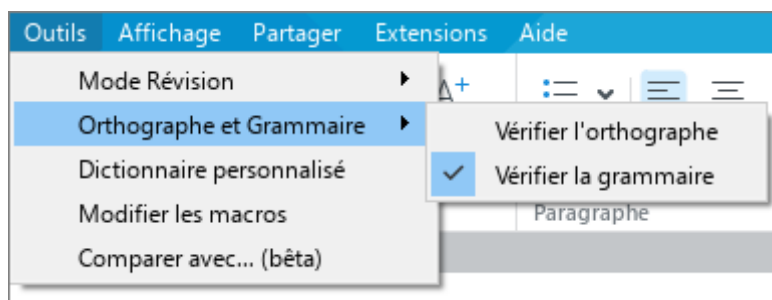 Outils Affichage Partager Extensions Aide
Mode Révision
A+
Orthographe et Grammaire
Vérifier l'orthographe
Dictionnaire personnalisé
Vérifier la grammaire
Modifier les macros
Paragraphe
Comparer avec... (bêta)